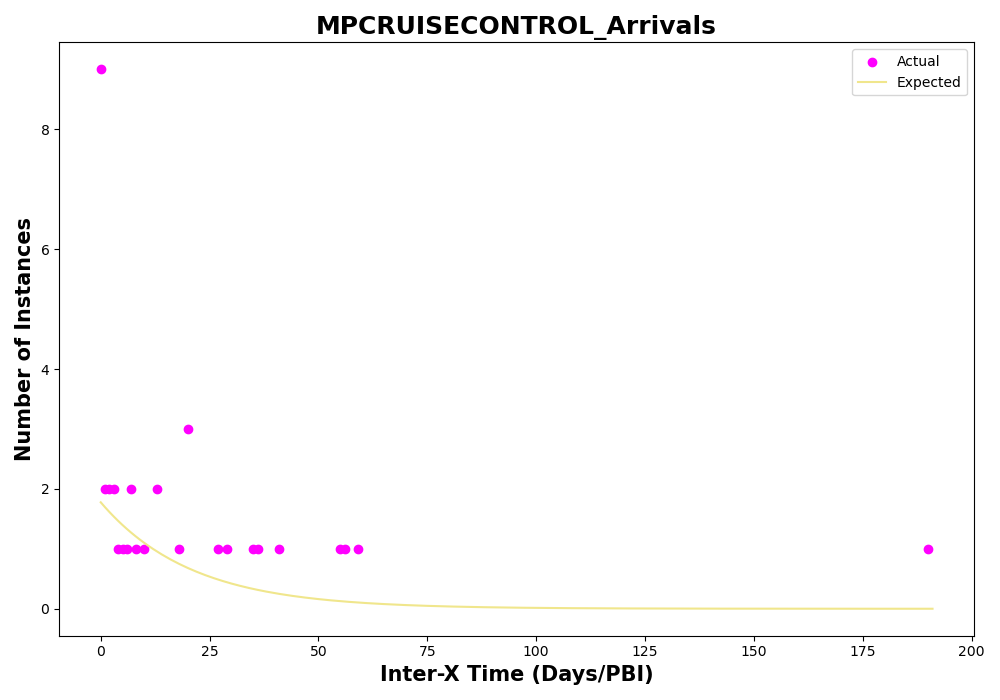 MPCRUISECONTROL_Arrivals
Actual
Expected
Number of Instances
8
6
4
2
0
0
25
50
75
100
125
150
175
200
Inter-X Time (Days/PBI)